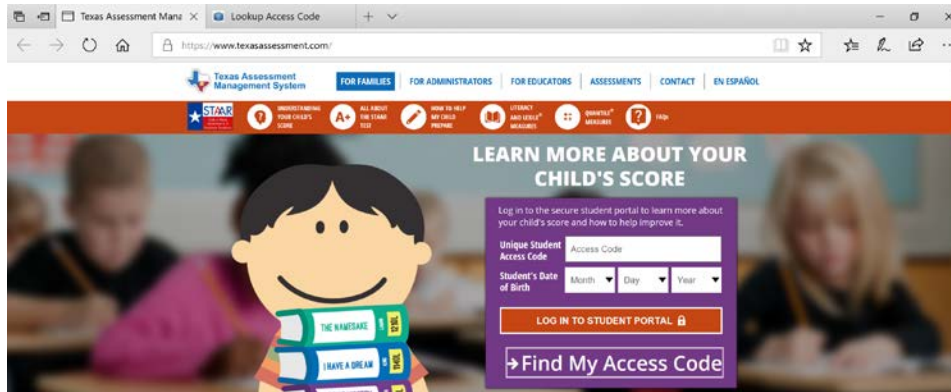 Texas Assessment Mana
Lookup Access Code
https://www.texasassessment.com/
Texas Assessment
Management System
FOR FAMILIES
FOR ADMINISTRATORS
FOR EDUCATORS
ASSESSMENTS
CONTACT
EN ESPAÑOL
STAAR
UNDERSTANDING
YOUR CHILD'S
SCORE
A+
ALL ABOUT
THE STAAR
TEST
HOW TO HELP
MY CHILD
PREPARE
LITERACY
AND LEXILE®
MEASURES
QUANTILE®
MEASURES
FAQs
LEARN MORE ABOUT YOUR
CHILD'S SCORE
Log in to the secure student portal to learn more about
your child's score and how to help improve it.
Unique Student
Access Code
Access Code
Student's Date
of Birth
Month
Day
Year
LOG IN TO STUDENT PORTAL
Find My Access Code
THE NAMESAKE
I HAVE A DREAM